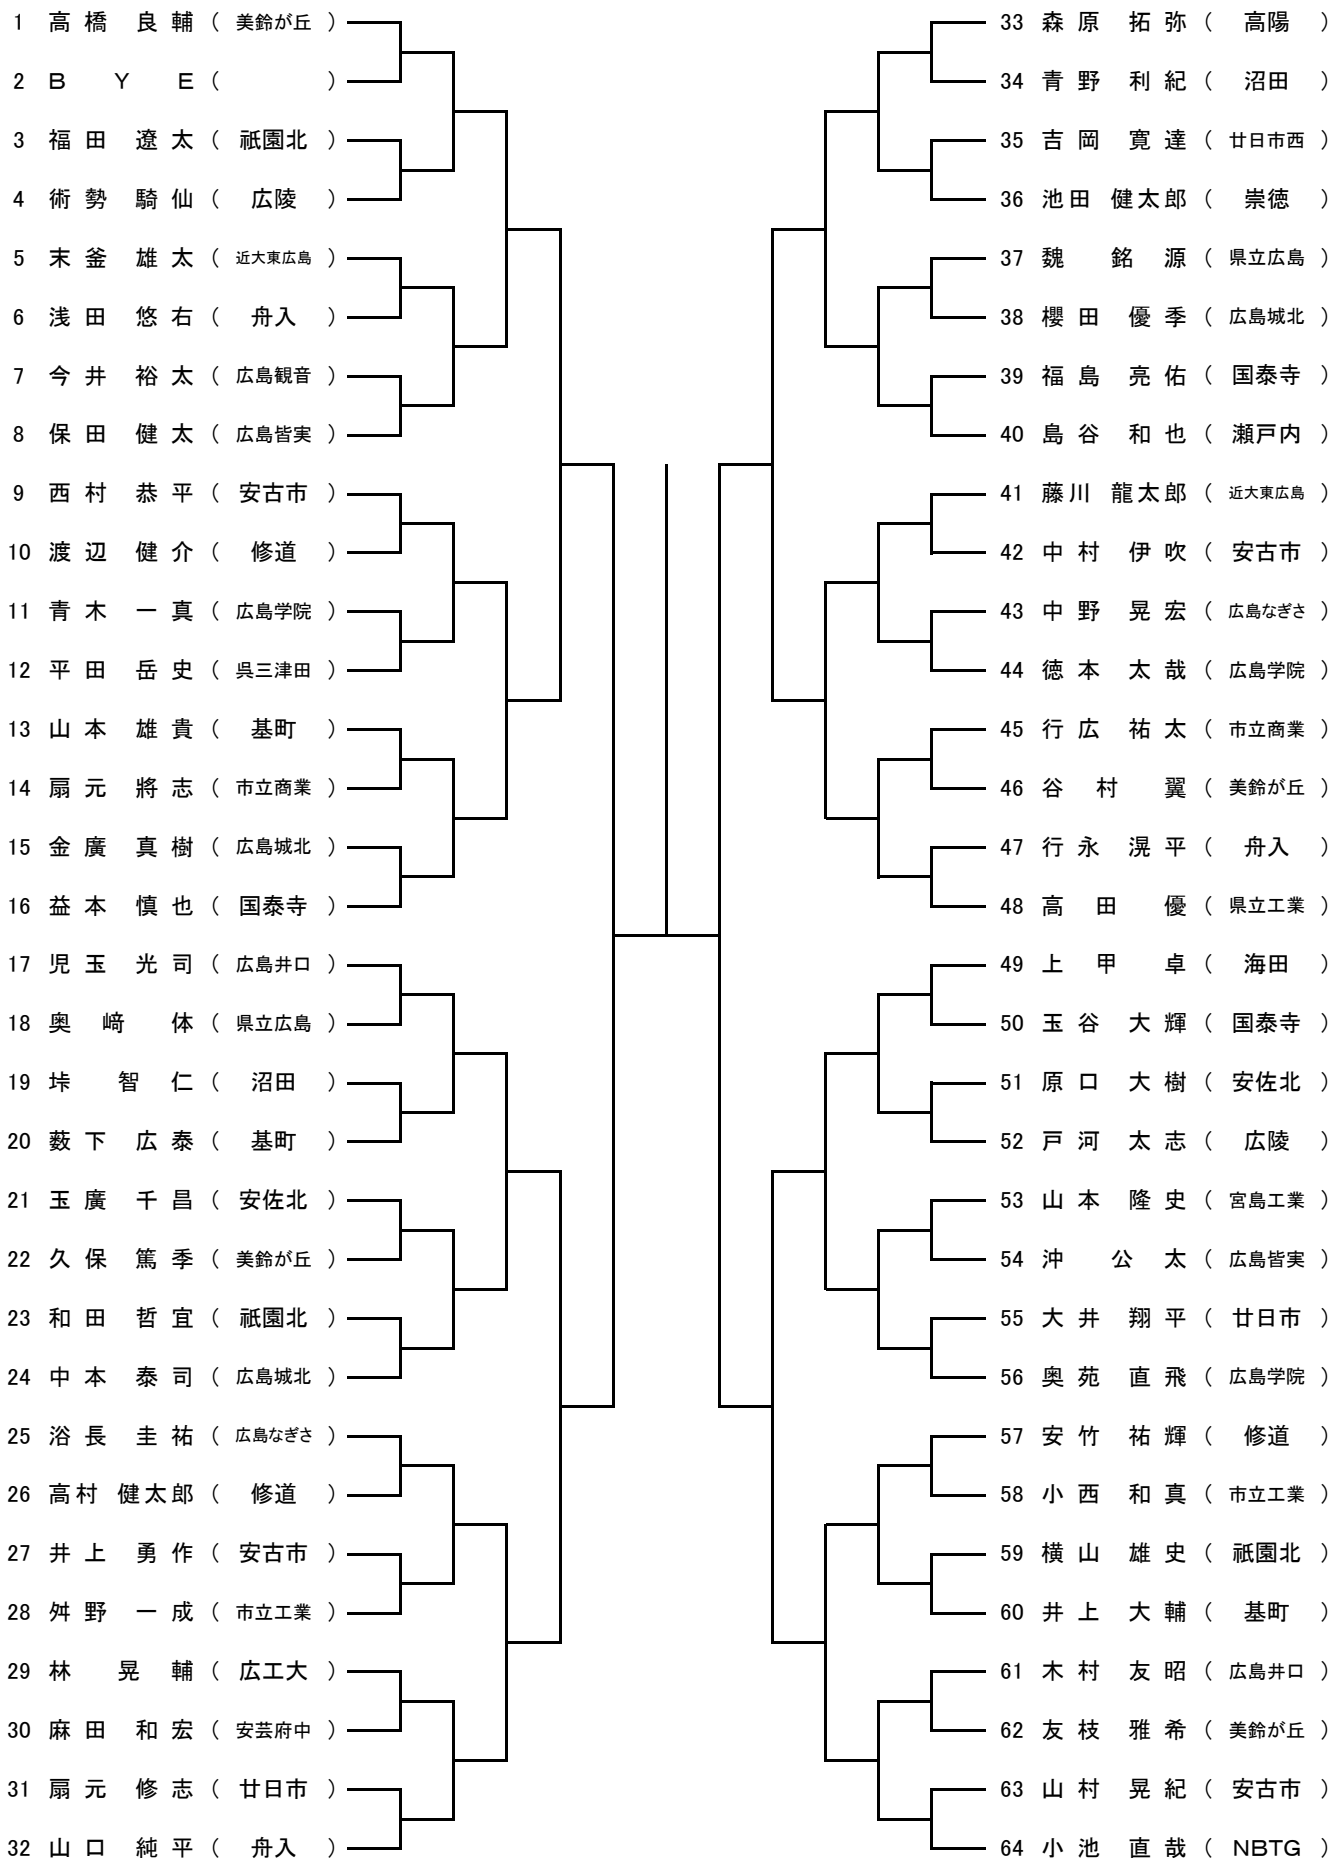 1 高橋 良輔 ( 美鈴が丘 )
2 B Y E ( )
3 福田 遼太 ( 祇園北 )
4 術勢 騎仙 ( 広陵 )
5 末釜 雄太 ( 近大東広島 )
6 浅田 悠右 ( 舟入 )
7 今井 裕太 ( 広島観音 )
8 保田 健太 ( 広島皆実 )
9 西村 恭平 ( 安古市 )
10 渡辺 健介 ( 修道 )
11 青木 一真 ( 広島学院 )
12 平田 岳史 ( 呉三津田 )
13 山本 雄貴 ( 基町 )
14 扇元 將志 ( 市立商業 )
15 金廣 真樹 ( 広島城北 )
16 益本 慎也 ( 国泰寺 )
17 児玉 光司 ( 広島井口 )
18 奥﨑 体 ( 県立広島 )
19 垰 智仁 ( 沼田 )
20 薮下 広泰 ( 基町 )
21 玉廣 千昌 ( 安佐北 )
22 久保 篤季 ( 美鈴が丘 )
23 和田 哲宜 ( 祇園北 )
24 中本 泰司 ( 広島城北 )
25 浴長 圭祐 ( 広島なぎさ )
26 高村 健太郎 ( 修道 )
27 井上 勇作 ( 安古市 )
28 舛野 一成 ( 市立工業 )
29 林 晃輔 ( 広工大 )
30 麻田 和宏 ( 安芸府中 )
31 扇元 修志 ( 廿日市 )
32 山口 純平 ( 舟入 )
33 森原 拓弥 ( 高陽 )
34 青野 利紀 ( 沼田 )
35 吉岡 寛達 ( 廿日市西 )
36 池田 健太郎 ( 崇徳 )
37 魏 銘源 ( 県立広島 )
38 櫻田 優季 ( 広島城北 )
39 福島 亮佑 ( 国泰寺 )
40 島谷 和也 ( 瀬戸内 )
41 藤川 龍太郎 ( 近大東広島 )
42 中村 伊吹 ( 安古市 )
43 中野 晃宏 ( 広島なぎさ )
44 徳本 太哉 ( 広島学院 )
45 行広 祐太 ( 市立商業 )
46 谷村 翼 ( 美鈴が丘 )
47 行永 滉平 ( 舟入 )
48 高田 優 ( 県立工業 )
49 上甲 卓 ( 海田 )
50 玉谷 大輝 ( 国泰寺 )
51 原口 大樹 ( 安佐北 )
52 戸河 太志 ( 広陵 )
53 山本 隆史 ( 宮島工業 )
54 沖 公太 ( 広島皆実 )
55 大井 翔平 ( 廿日市 )
56 奥苑 直飛 ( 広島学院 )
57 安竹 祐輝 ( 修道 )
58 小西 和真 ( 市立工業 )
59 横山 雄史 ( 祇園北 )
60 井上 大輔 ( 基町 )
61 木村 友昭 ( 広島井口 )
62 友枝 雅希 ( 美鈴が丘 )
63 山村 晃紀 ( 安古市 )
64 小池 直哉 ( NBTG )